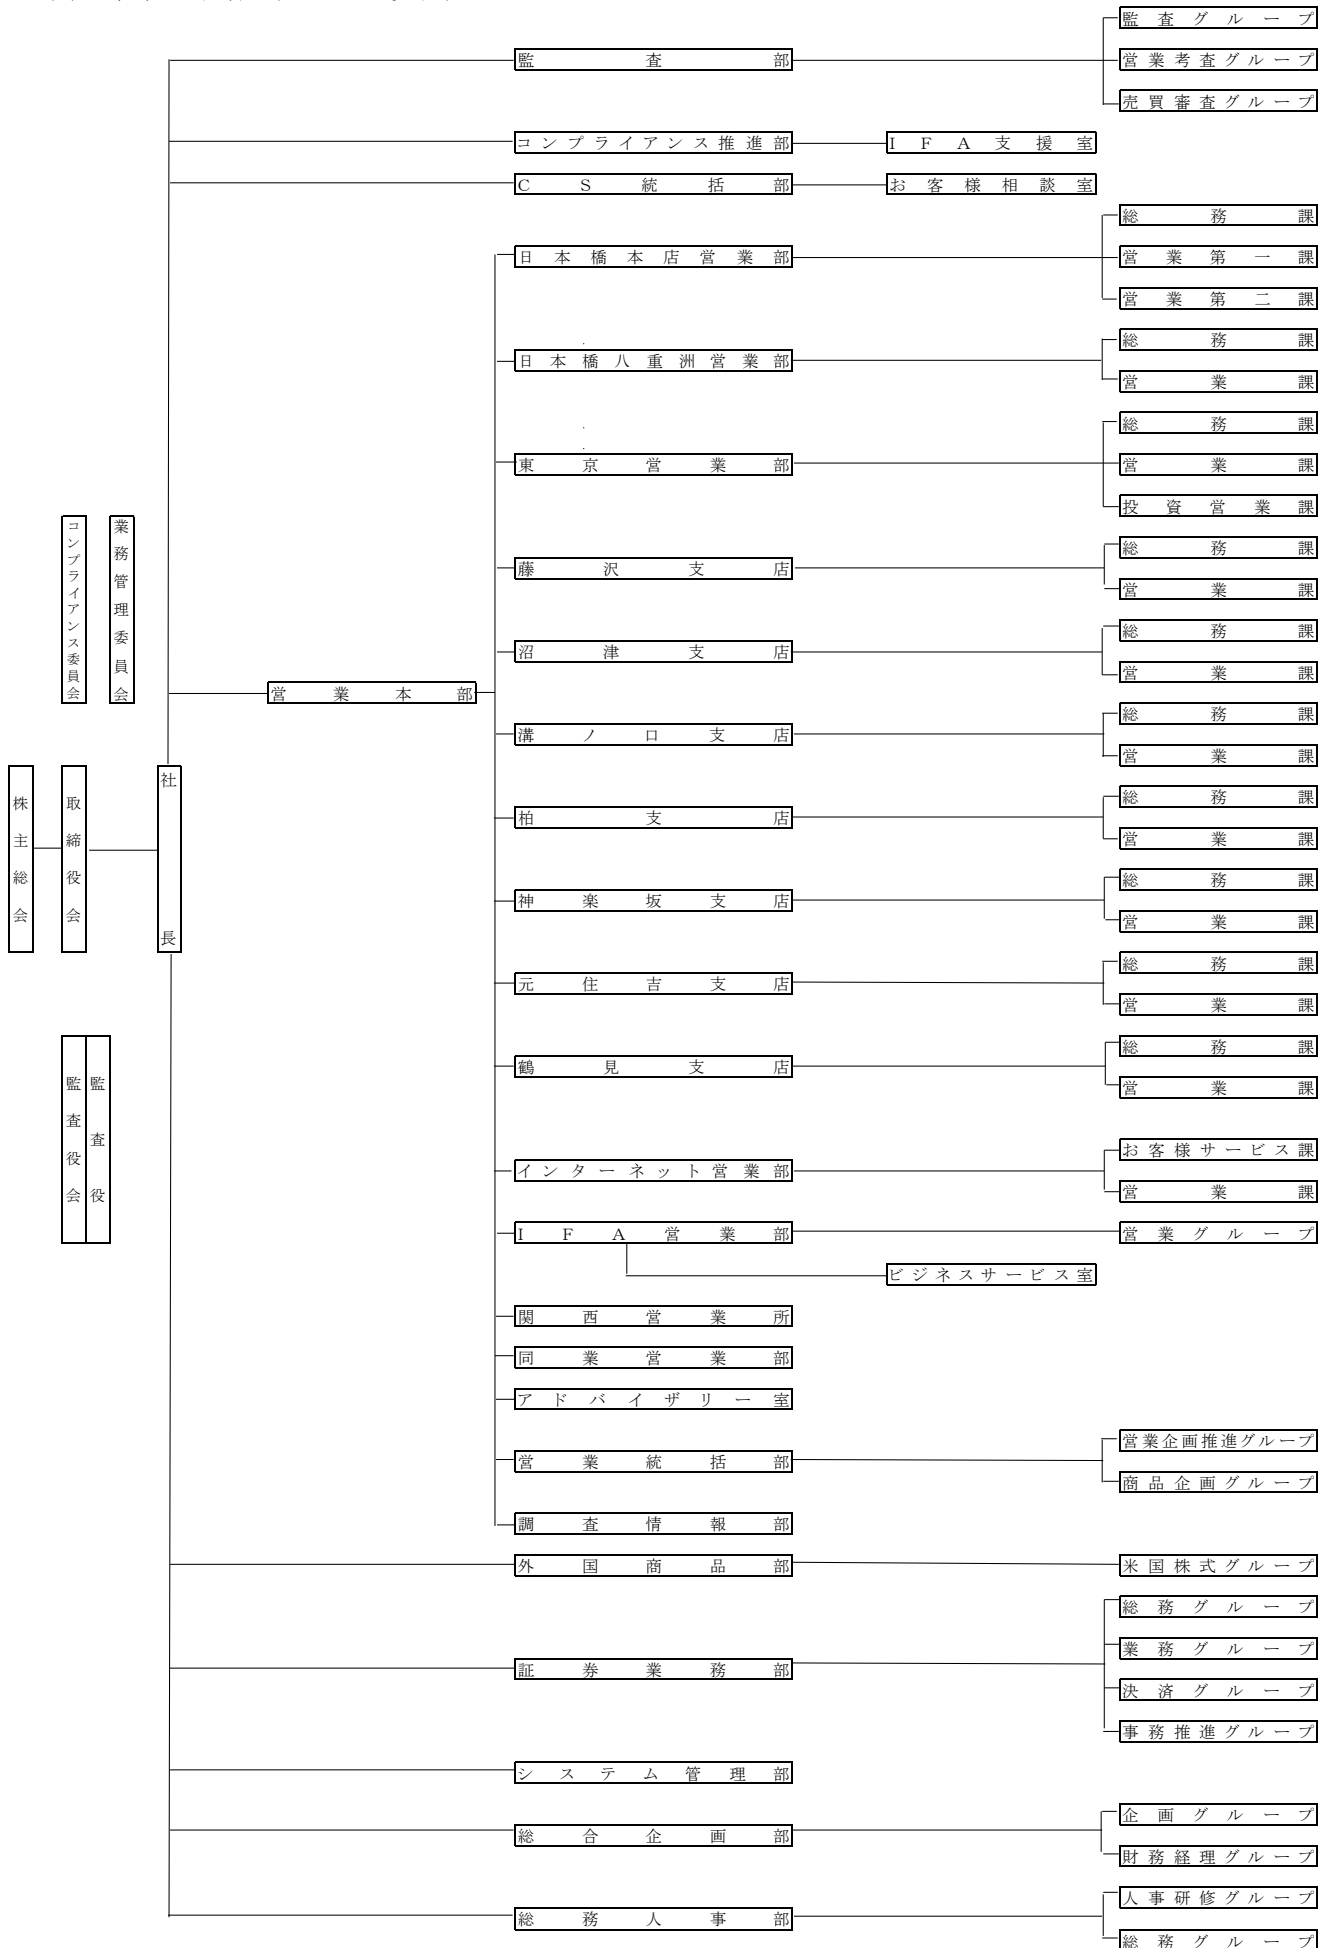 監査グループ
監査部
営業考査グループ
売買審査グループ
コンプライアンス推進部
ＩＦＡ支援室
ＣＳ統括部
お客様相談室
総務課
日本橋本店営業部
営業第一課
営業第二課
総務課
日本橋八重洲営業部
営業課
総務課
東京営業部
営業課
投資営業課
コンプライアンス委員会
業務管理委員会
総務課
藤沢支店
営業課
総務課
沼津支店
営業課
営業本部
総務課
溝ノ口支店
営業課
株主総会
取締役会
社長
総務課
柏支店
営業課
総務課
神楽坂支店
営業課
総務課
元住吉支店
営業課
監査役会
監査役
総務課
鶴見支店
営業課
お客様サービス課
インターネット営業部
営業課
ＩＦＡ営業部
営業グループ
ビジネスサービス室
関西営業所
同業営業部
アドバイザリー室
営業企画推進グループ
営業統括部
商品企画グループ
調査情報部
外国商品部
米国株式グループ
総務グループ
業務グループ
証券業務部
決済グループ
事務推進グループ
システム管理部
企画グループ
総合企画部
財務経理グループ
人事研修グループ
総務人事部
総務グループ